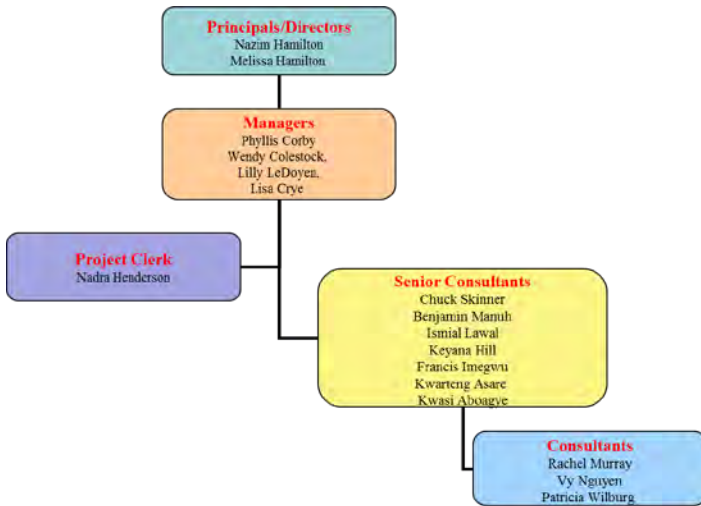 Principals/Directors
Nazim Hamilton
Melissa Hamilton
Managers
Phyllis Corby
Wendy Colestock,
Lilly LeDoyen,
Lisa Crye
Project Clerk
Nadra Henderson
Senior Consultants
Chuck Skinner
Benjamin Manuh
Ismial Lawal
Keyana Hill
Francis Imegwu
Kwarteng Asare
Kwasi Aboagye
Consultants
Rachel Murray
Vy Nguyen
Patricia Wilburg